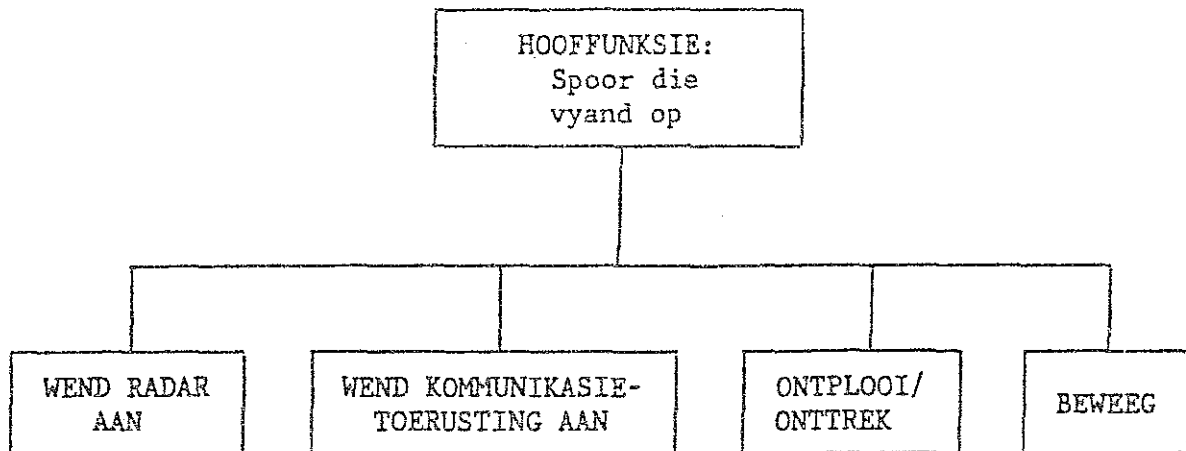 HOOFFUNKSIE:
Spoor die
vyand op
WEND RADAR
AAN
WEND KOMMUNIKASIE-
TOERUSTING AAN
ONTPLOOI/
ONTTREK
BEWEEG